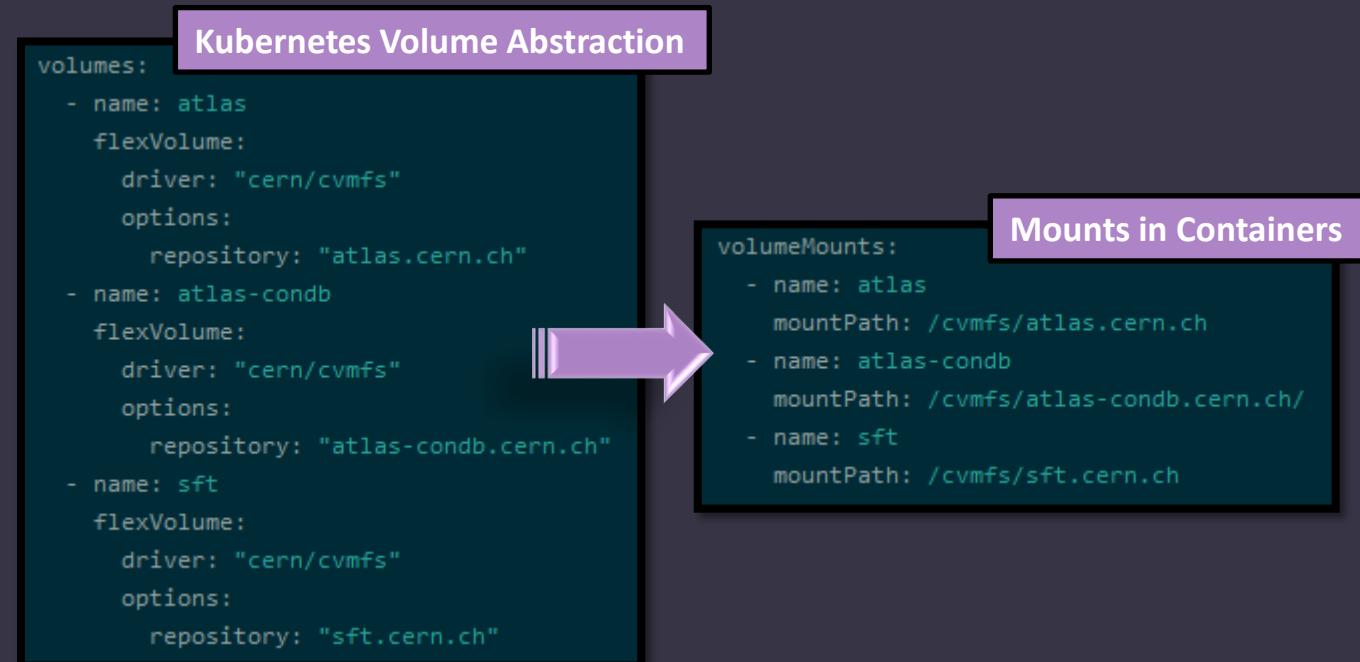 Kubernetes Volume Abstraction
volumes:
  - name: atlas
    flexVolume:
      driver: "cern/cvmfs"
      options:
        repository: "atlas.cern.ch"
  - name: atlas-condb
    flexVolume:
      driver: "cern/cvmfs"
      options:
        repository: "atlas-condb.cern.ch"
  - name: sft
    flexVolume:
      driver: "cern/cvmfs"
      options:
        repository: "sft.cern.ch"
Mounts in Containers
volumeMounts:
  - name: atlas
    mountPath: /cvmfs/atlas.cern.ch
  - name: atlas-condb
    mountPath: /cvmfs/atlas-condb.cern.ch/
  - name: sft
    mountPath: /cvmfs/sft.cern.ch